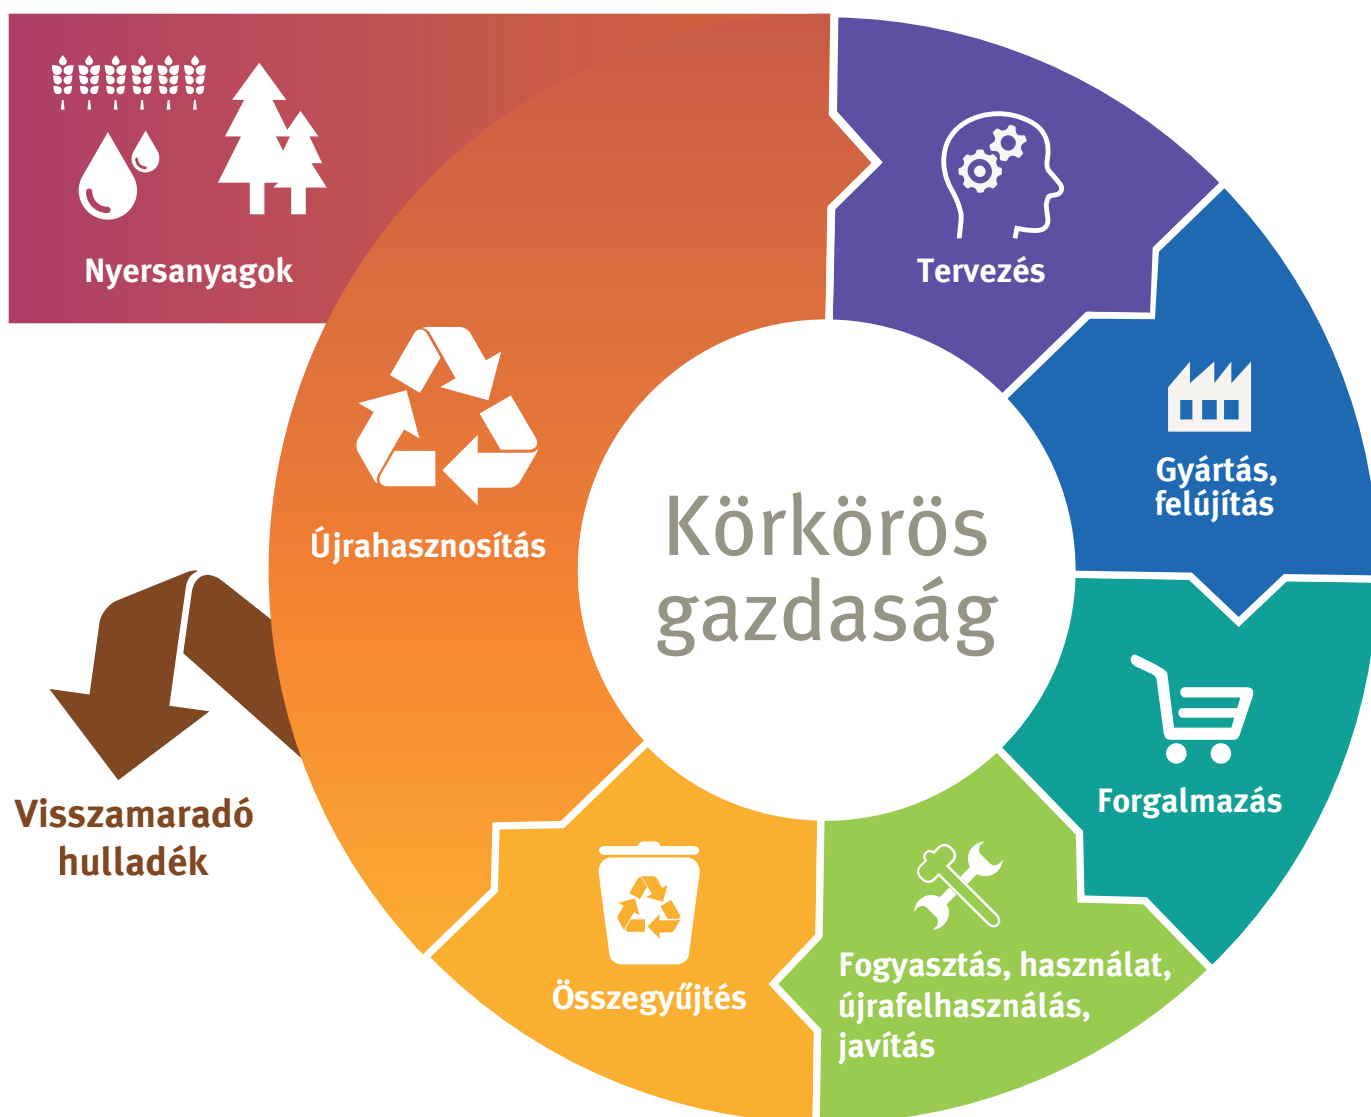 Nyersanyagok
Tervezés
Gyártás,
felújítás
Újrahasznosítás
Körkörös
gazdaság
Forgalmazás
Visszamaradó
hulladék
Fogyasztás, használat,
újrafelhasználás,
javítás
Összegyűjtés